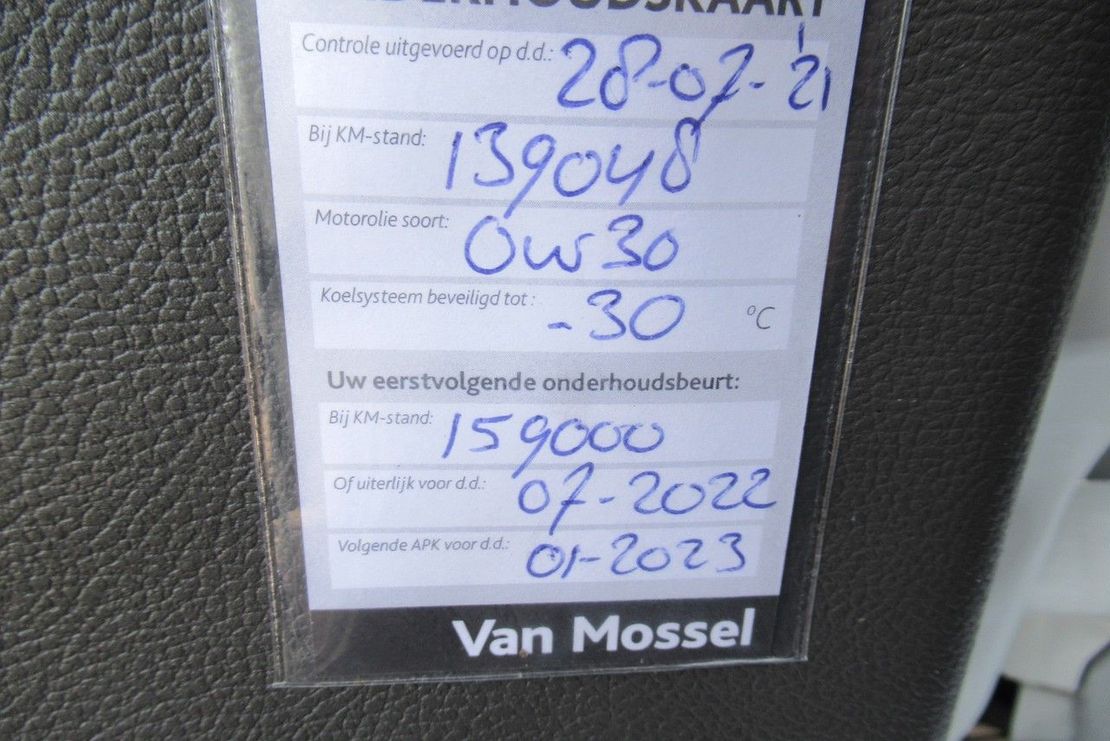 ONDERHOUDSKAART
Controle uitgevoerd op d.d.: 28-07-'21
Bij KM-stand: 139048
Motorolie soort: 0w30
Koelsysteem beveiligd tot: -30 °C
Uw eerstvolgende onderhoudsbeurt:
Bij KM-stand: 159000
Of uiterlijk voor d.d.: 07-2022
Volgende APK voor d.d.: 01-2023
Van Mossel